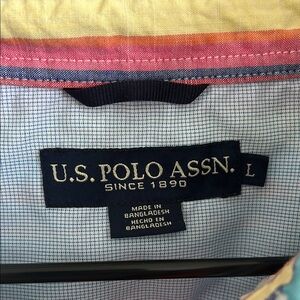 U.S. POLO ASSN.
SINCE 1890
L
MADE IN
BANGLADESH
HECHO EN
BANGLADESH